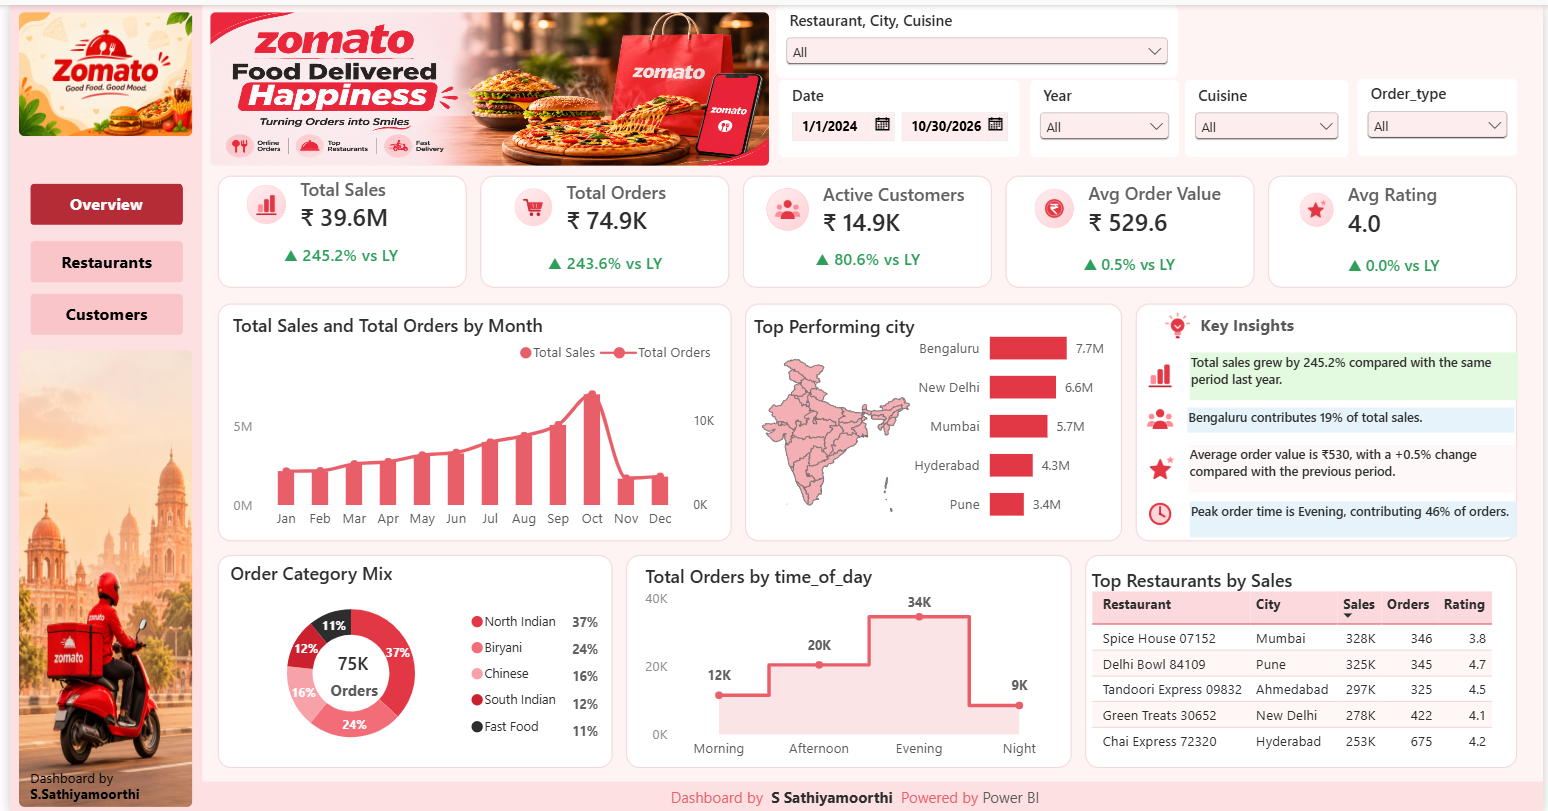 Zomato
Good Food. Good Mood.
zomato
Food Delivered
Happiness
Turning Orders into Smiles
Online Orders
Top Restaurants
Fast Delivery
zomato
zomato
Restaurant, City, Cuisine
All
Date
1/1/2024
10/30/2026
Year
All
Cuisine
All
Order_type
All
Overview
Restaurants
Customers
Total Sales
₹ 39.6M
▲ 245.2% vs LY
Total Orders
₹ 74.9K
▲ 243.6% vs LY
Active Customers
₹ 14.9K
▲ 80.6% vs LY
Avg Order Value
₹ 529.6
▲ 0.5% vs LY
Avg Rating
4.0
▲ 0.0% vs LY
Total Sales and Total Orders by Month
Total Sales Total Orders
5M
0M
10K
0K
Jan Feb Mar Apr May Jun Jul Aug Sep Oct Nov Dec
Top Performing city
Bengaluru 7.7M
New Delhi 6.6M
Mumbai 5.7M
Hyderabad 4.3M
Pune 3.4M
Key Insights
Total sales grew by 245.2% compared with the same
period last year.
Bengaluru contributes 19% of total sales.
Average order value is ₹530, with a +0.5% change
compared with the previous period.
Peak order time is Evening, contributing 46% of orders.
Order Category Mix
37%
24%
16%
12%
11%
75K
Orders
North Indian 37%
Biryani 24%
Chinese 16%
South Indian 12%
Fast Food 11%
Total Orders by time_of_day
40K
20K
0K
12K
20K
34K
9K
Morning Afternoon Evening Night
Top Restaurants by Sales
Restaurant City Sales Orders Rating
Spice House 07152 Mumbai 328K 346 3.8
Delhi Bowl 84109 Pune 325K 345 4.7
Tandoori Express 09832 Ahmedabad 297K 325 4.5
Green Treats 30652 New Delhi 278K 422 4.1
Chai Express 72320 Hyderabad 253K 675 4.2
zomato
zomato
Dashboard by
S.Sathiyamoorthi
Dashboard by S Sathiyamoorthi Powered by Power BI